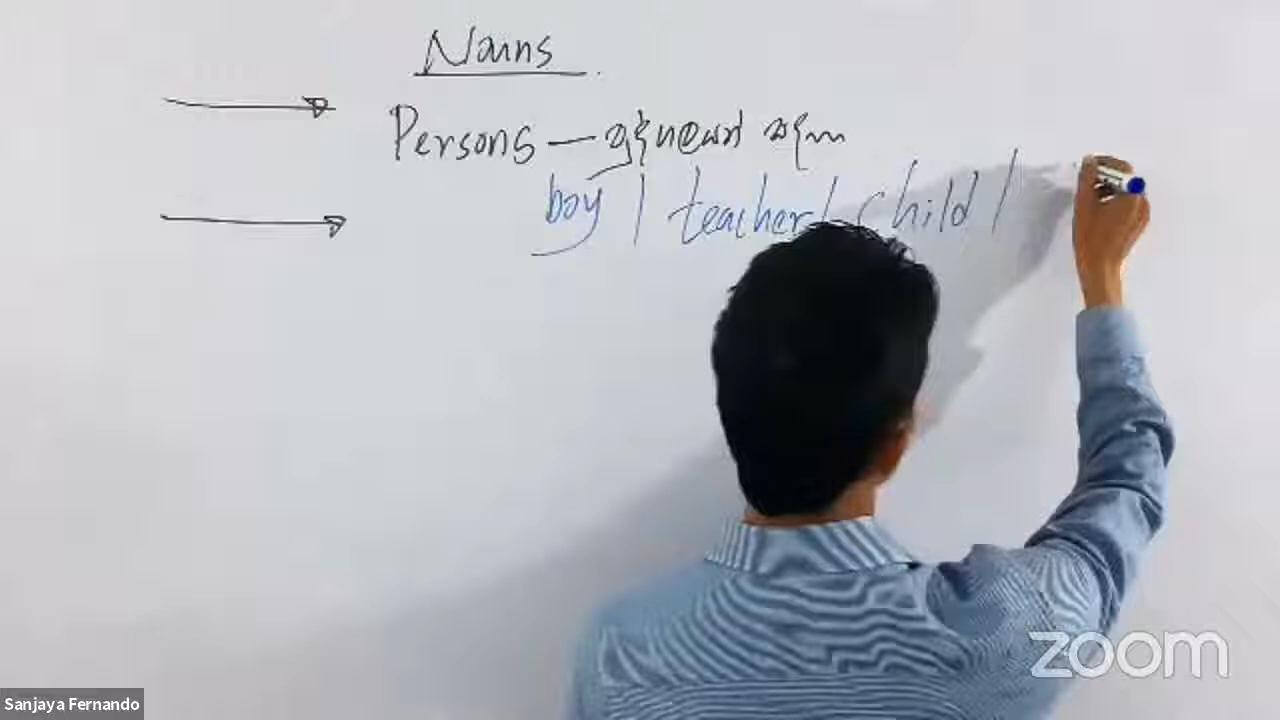 Nouns
Persons —
boy / teacher / child /
zoom
Sanjaya Fernando